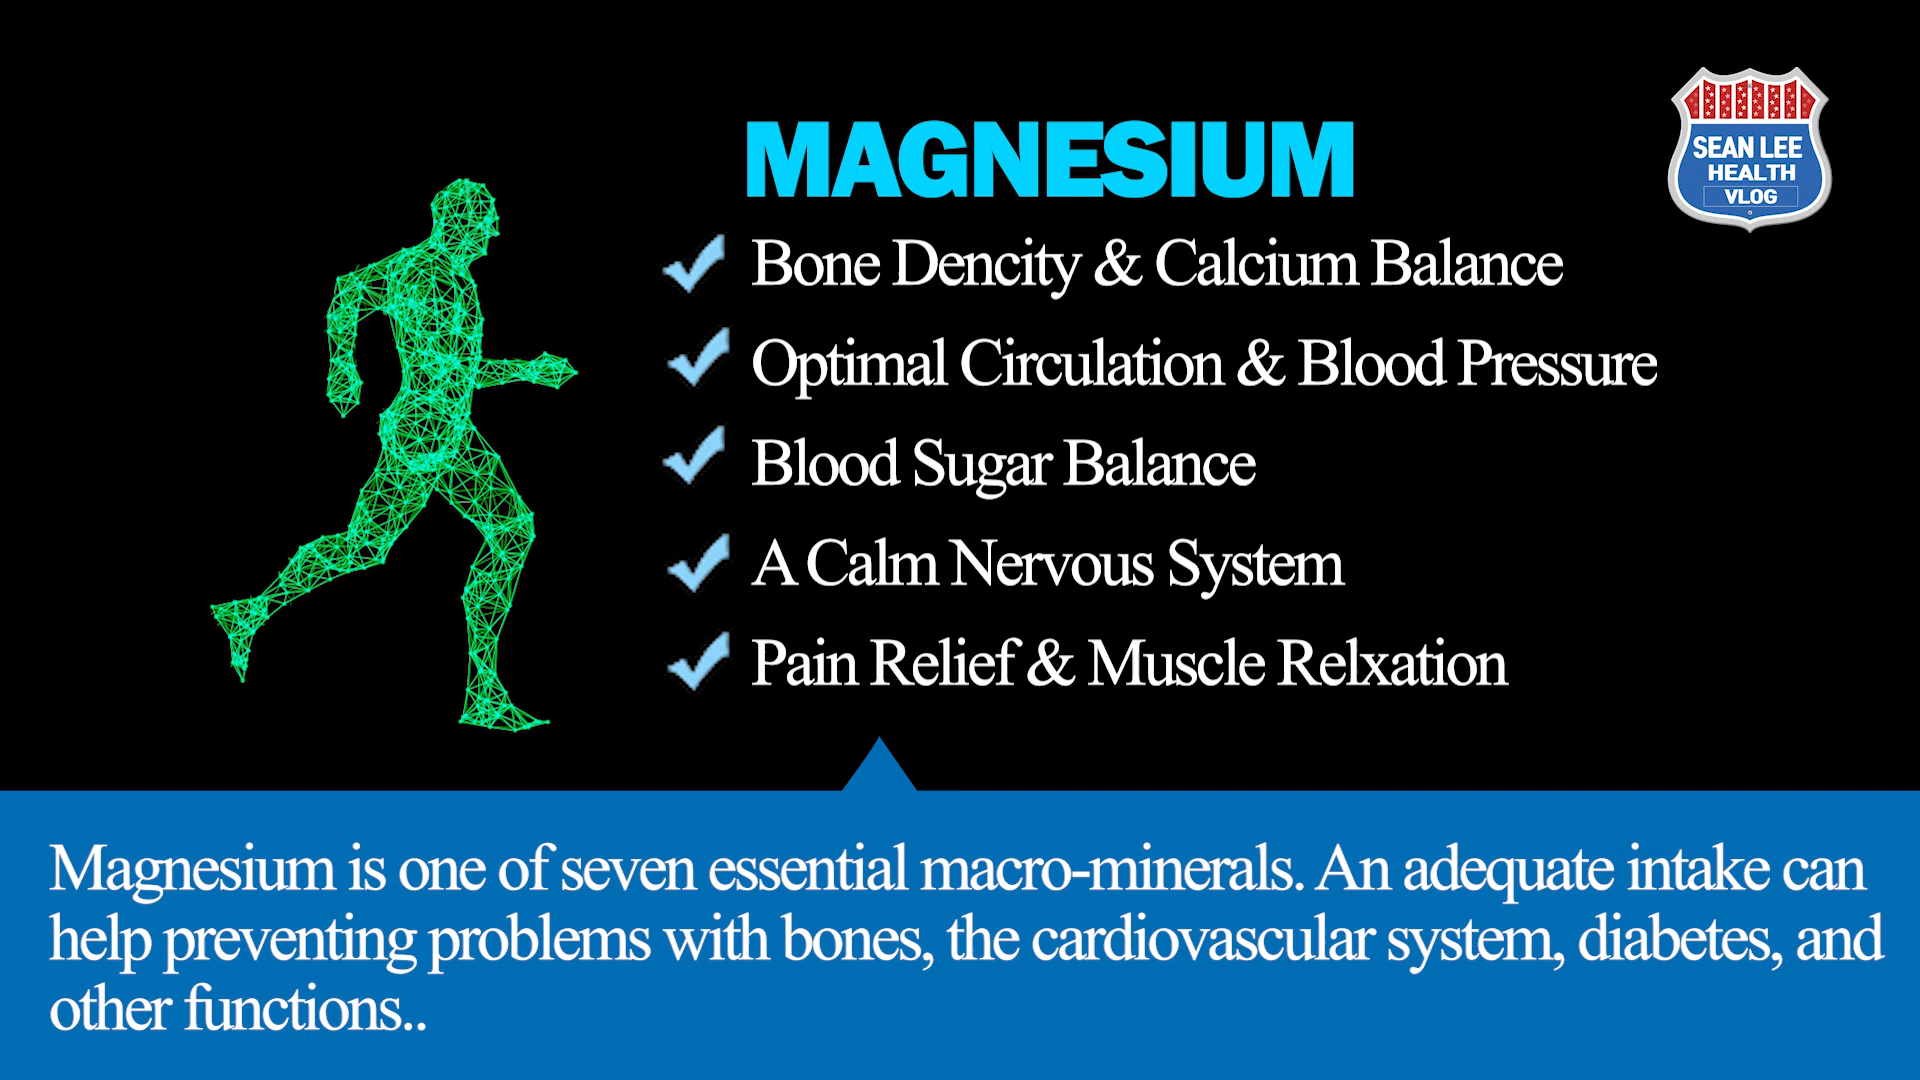 MAGNESIUM
SEAN LEE
HEALTH
VLOG
Bone Dencity & Calcium Balance
Optimal Circulation & Blood Pressure
Blood Sugar Balance
A Calm Nervous System
Pain Relief & Muscle Relxation
Magnesium is one of seven essential macro-minerals. An adequate intake can
help preventing problems with bones, the cardiovascular system, diabetes, and
other functions..